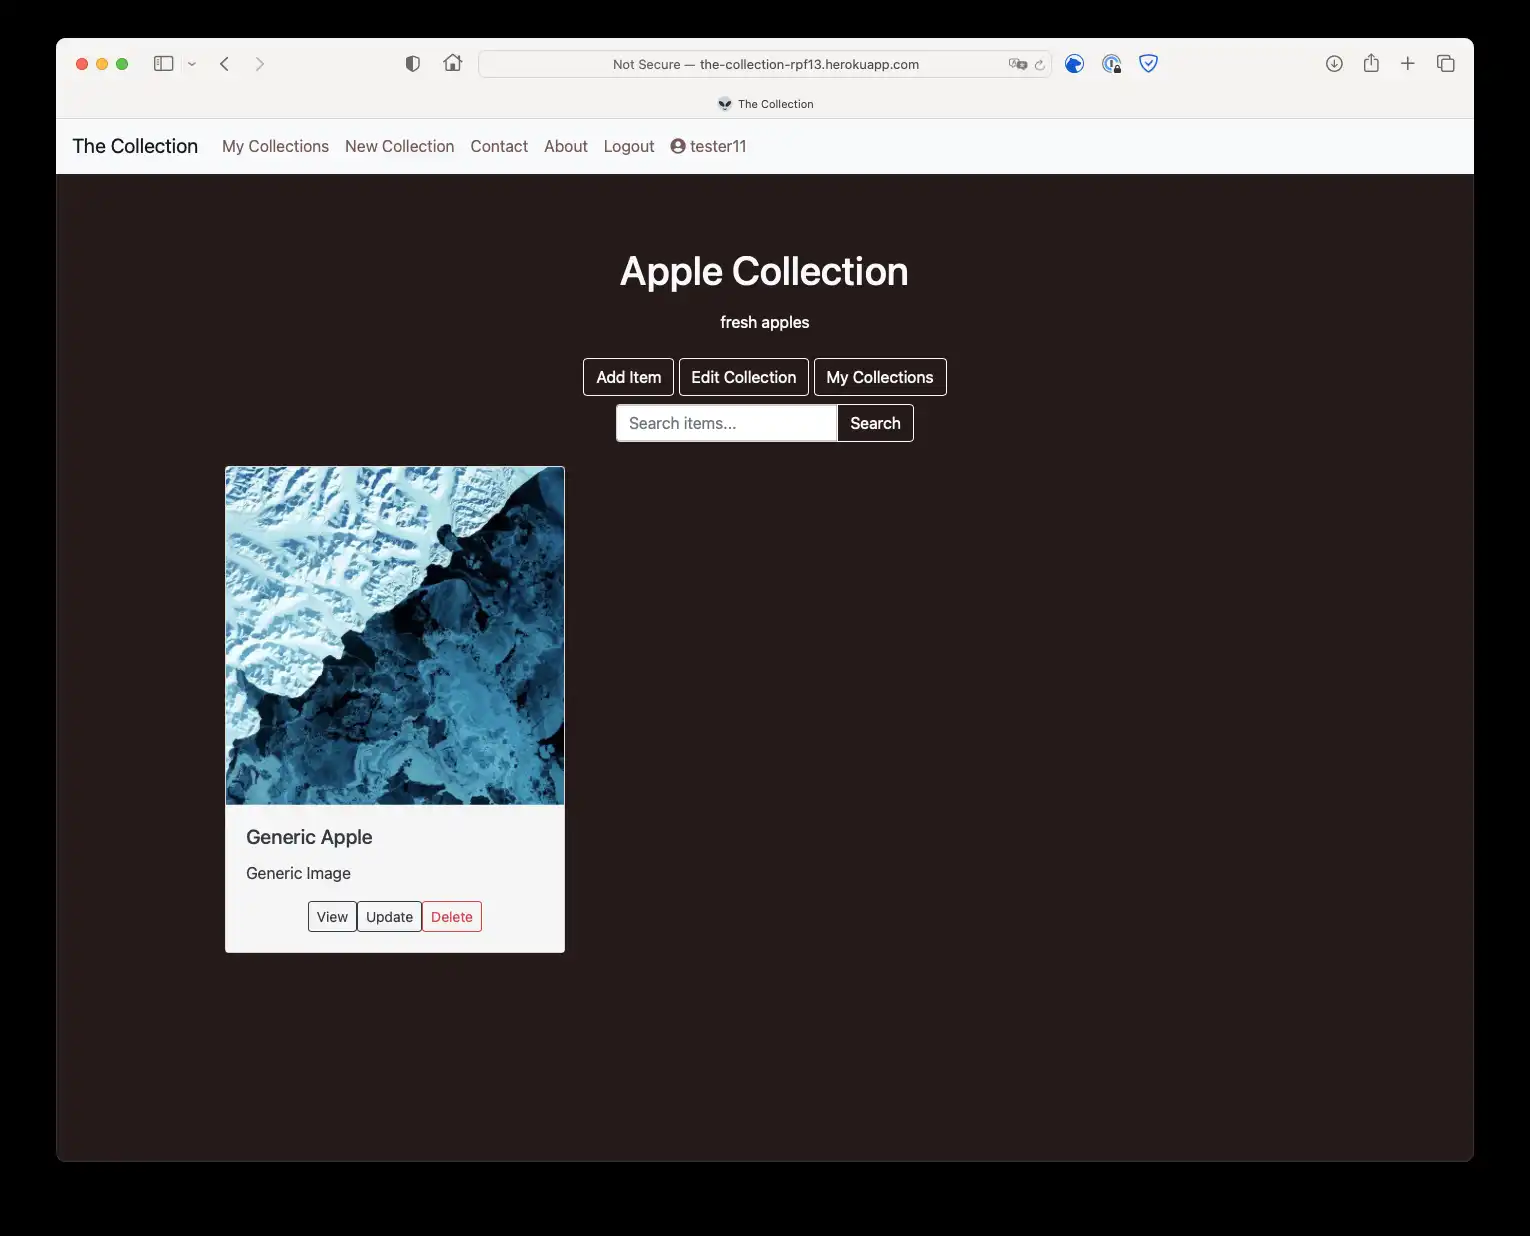 Not Secure — the-collection-rpf13.herokuapp.com
The Collection
The Collection My Collections New Collection Contact About Logout tester11
Apple Collection
fresh apples
Add Item Edit Collection My Collections
Search items... Search
Generic Apple
Generic Image
View Update Delete